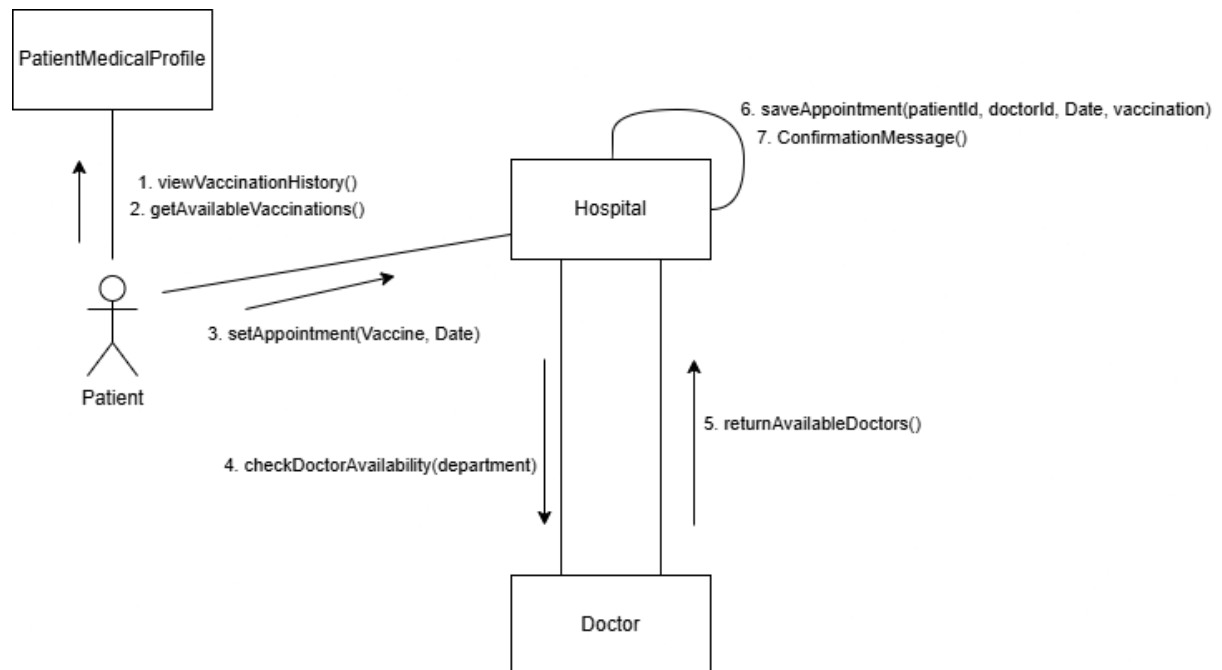 PatientMedicalProfile
6. saveAppointment(patientId, doctorId, Date, vaccination)
7. ConfirmationMessage()
1. viewVaccinationHistory()
2. getAvailableVaccinations()
Hospital
3. setAppointment(Vaccine, Date)
Patient
5. returnAvailableDoctors()
4. checkDoctorAvailability(department)
Doctor